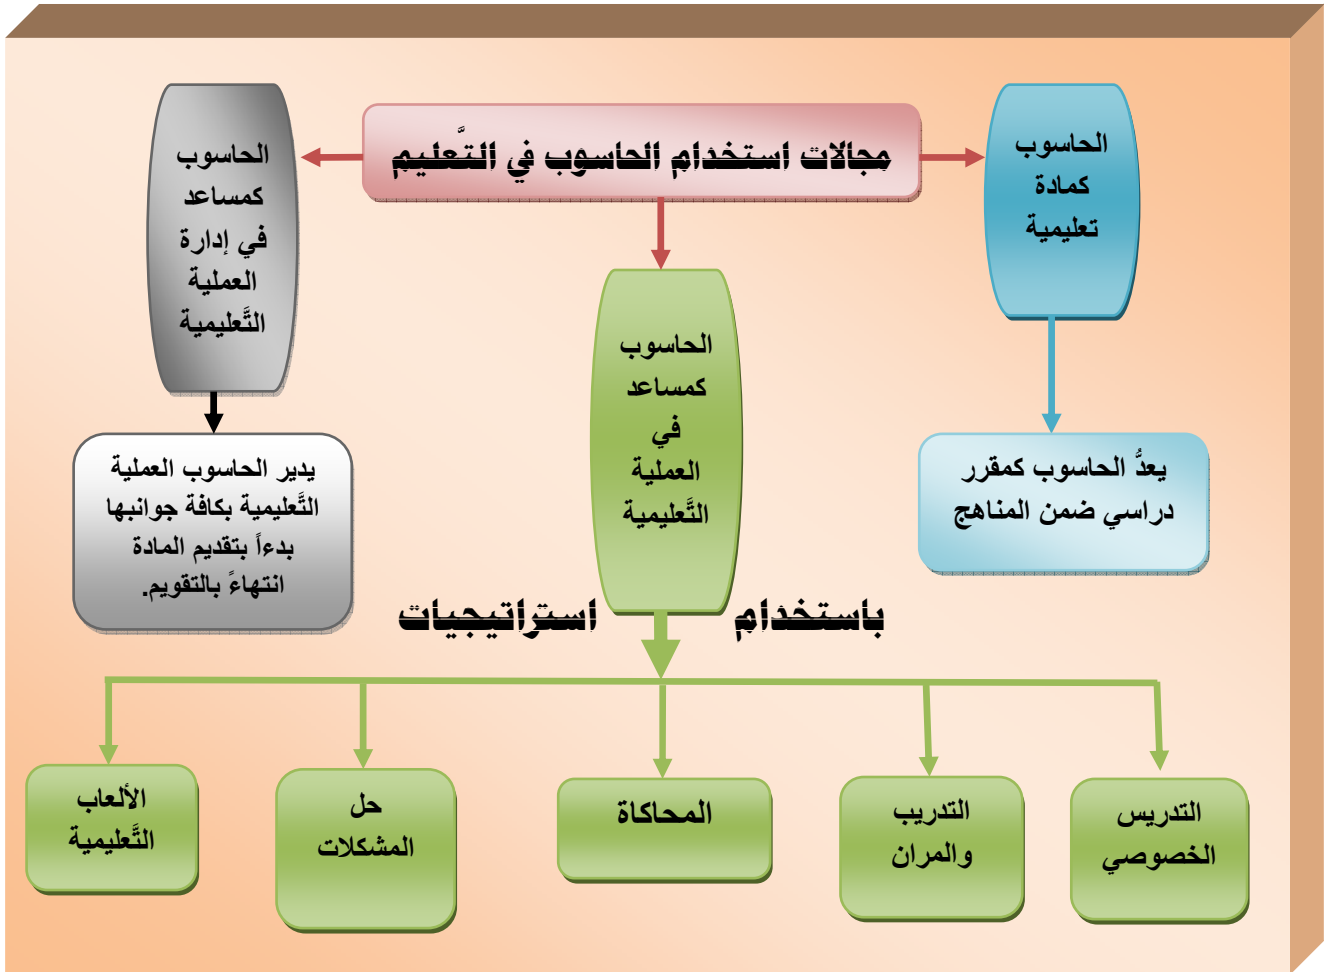 مجالات استخدام الحاسوب في التَّعليم
الحاسوب
كمادة
تعليمية
يعدُّ الحاسوب كمقرر
دراسي ضمن المناهج
الحاسوب
كمساعد
في
العملية
التَّعليمية
الحاسوب
كمساعد
في إدارة
العملية
التَّعليمية
يدير الحاسوب العملية
التَّعليمية بكافة جوانبها
بدءاً بتقديم المادة
انتهاءً بالتقويم.
باستخدام استراتيجيات
التدريس
الخصوصي
التدريب
والمران
المحاكاة
حل
المشكلات
الألعاب
التَّعليمية